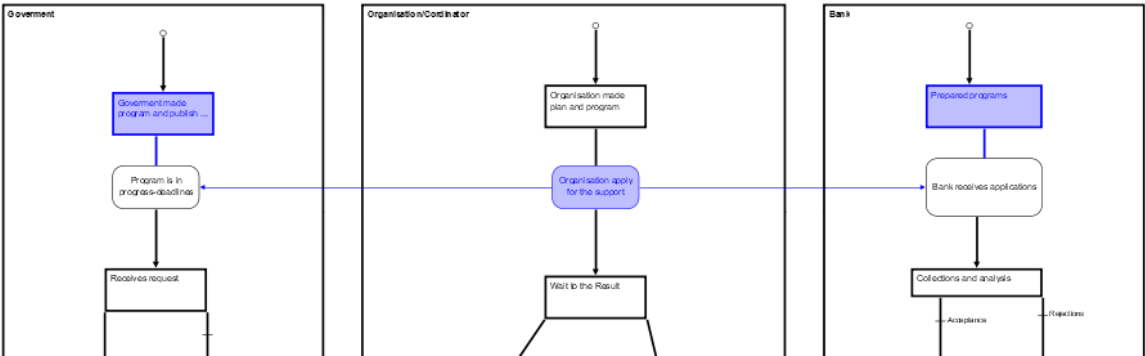 Goverment
Organisation/Cordinator
Bank
Goverment made
program and publish ...
Organisation made
plan and program
Prepared programs
Program is in
progress-deadlines
Organisation apply
for the support
Bank receives applications
Receives request
Wait to the Result
Collections and analysis
Acceptance
Rejections